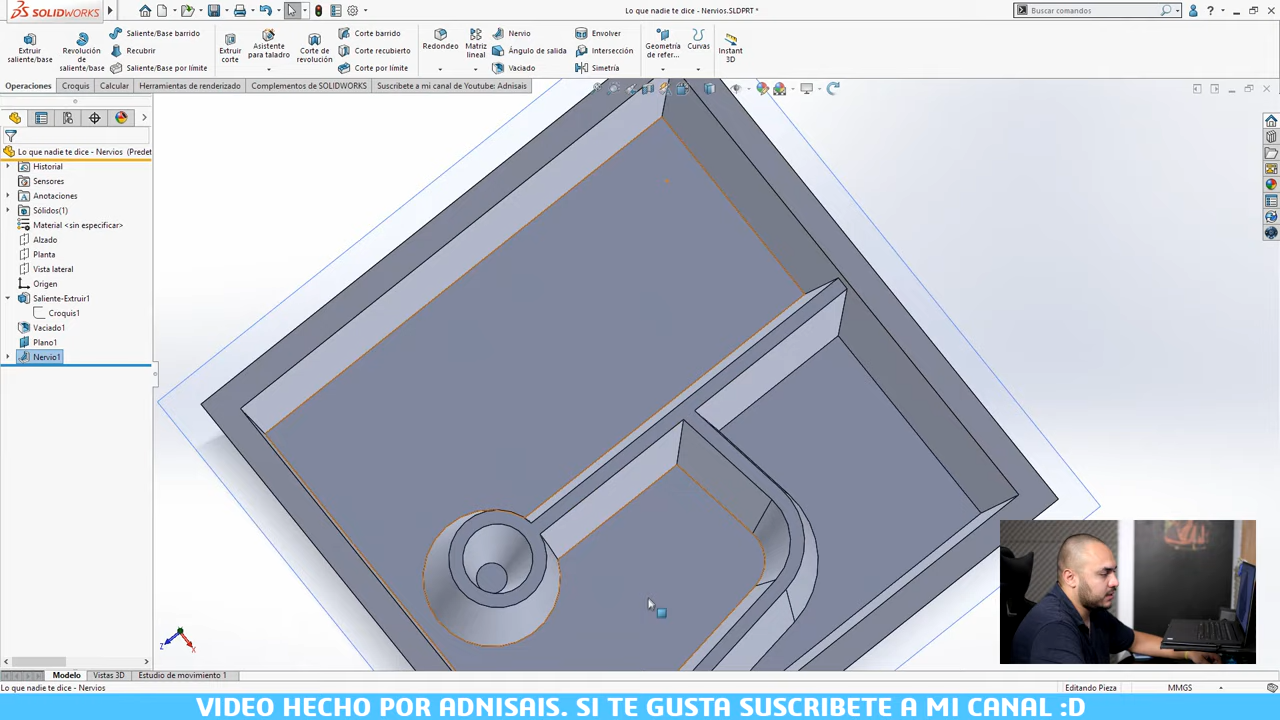 SOLIDWORKS
Lo que nadie te dice - Nervios.SLDPRT *
Buscar comandos
Extruir saliente/base
Revolución de saliente/base
Saliente/Base barrido
Recubrir
Saliente/Base por límite
Extruir corte
Asistente para taladro
Corte de revolución
Corte barrido
Corte recubierto
Corte por límite
Redondeo
Matriz lineal
Nervio
Ángulo de salida
Vaciado
Envolver
Intersección
Simetría
Geometría de refer...
Curvas
Instant 3D
Operaciones
Croquis
Calcular
Herramientas de renderizado
Complementos de SOLIDWORKS
Suscribete a mi canal de Youtube: Adnisais
Lo que nadie te dice - Nervios (Predet
Historial
Sensores
Anotaciones
Sólidos(1)
Material <sin especificar>
Alzado
Planta
Vista lateral
Origen
Saliente-Extruir1
Croquis1
Vaciado1
Plano1
Nervio1
Z
X
Modelo
Vistas 3D
Estudio de movimiento 1
Lo que nadie te dice - Nervios
Editando Pieza
MMGS
VIDEO HECHO POR ADNISAIS. SI TE GUSTA SUSCRIBETE A MI CANAL :D